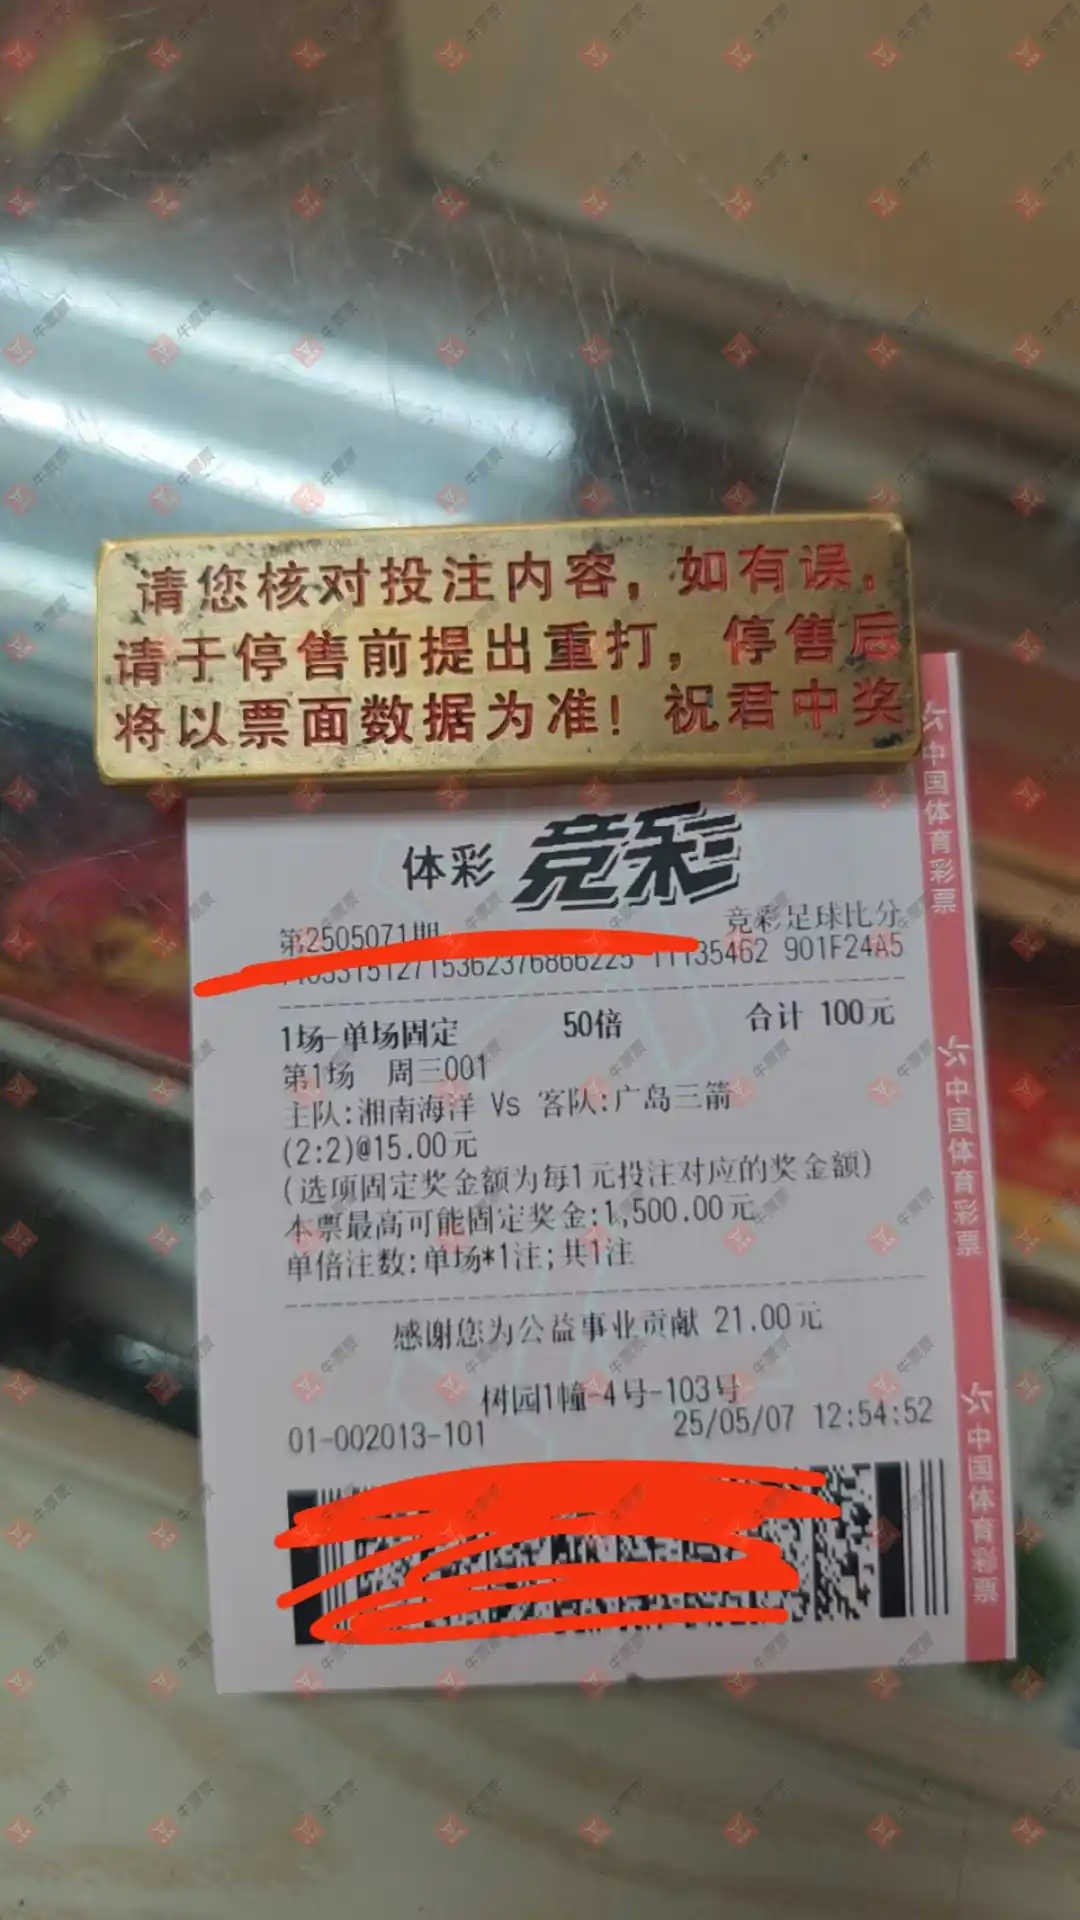 请您核对投注内容，如有误，
请于停售前提出重打，停售后
将以票面数据为准！祝君中奖
体彩 竞彩
第2505071期 竞彩足球比分
11135462 901F24A5
1场-单场固定 50倍 合计 100元
第1场 周三001
主队:湘南海洋 Vs 客队:广岛三箭
(2:2)@15.00元
(选项固定奖金额为每1元投注对应的奖金额)
本票最高可能固定奖金:1,500.00元
单倍注数:单场*1注;共1注
感谢您为公益事业贡献 21.00元
树园1幢-4号-103号
01-002013-101 25/05/07 12:54:52
中国体育彩票
中国体育彩票
中国体育彩票
牛票票